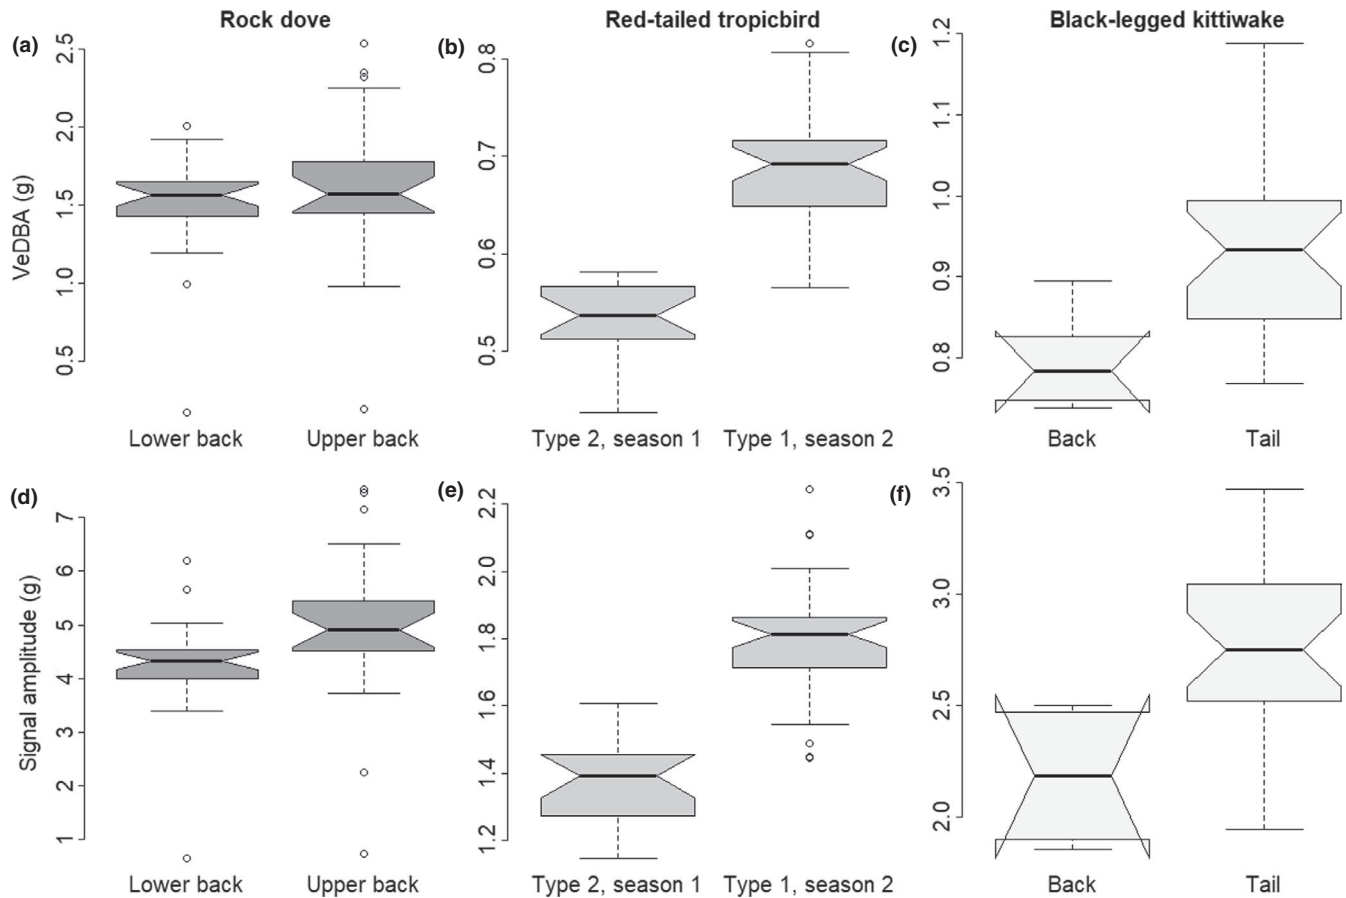 Rock dove
Red-tailed tropicbird
Black-legged kittiwake
(a)
VeDBA (g)
2.5
2.0
1.5
1.0
0.5
Lower back
Upper back
(b)
0.8
0.7
0.6
0.5
Type 2, season 1
Type 1, season 2
(c)
1.2
1.1
1.0
0.9
0.8
Back
Tail
(d)
Signal amplitude (g)
7
6
5
4
3
2
1
Lower back
Upper back
(e)
2.2
2.0
1.8
1.6
1.4
1.2
Type 2, season 1
Type 1, season 2
(f)
3.5
3.0
2.5
2.0
Back
Tail